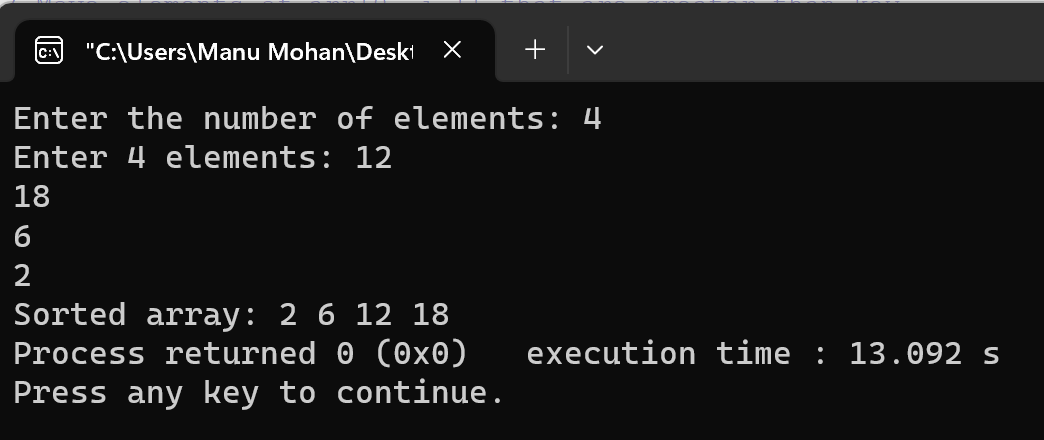 "C:\Users\Manu Mohan\Deskt
Enter the number of elements: 4
Enter 4 elements: 12
18
6
2
Sorted array: 2 6 12 18
Process returned 0 (0x0)   execution time : 13.092 s
Press any key to continue.